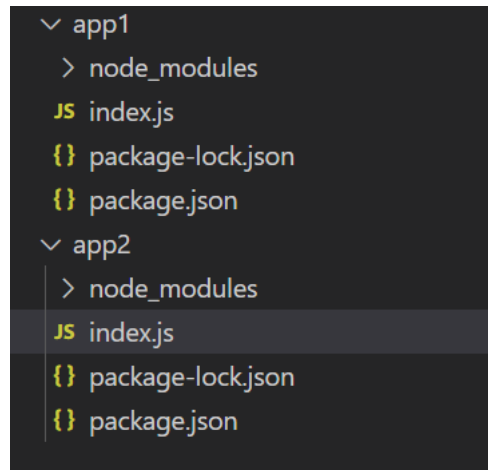 app1
node_modules
JS index.js
{} package-lock.json
{} package.json
app2
node_modules
JS index.js
{} package-lock.json
{} package.json